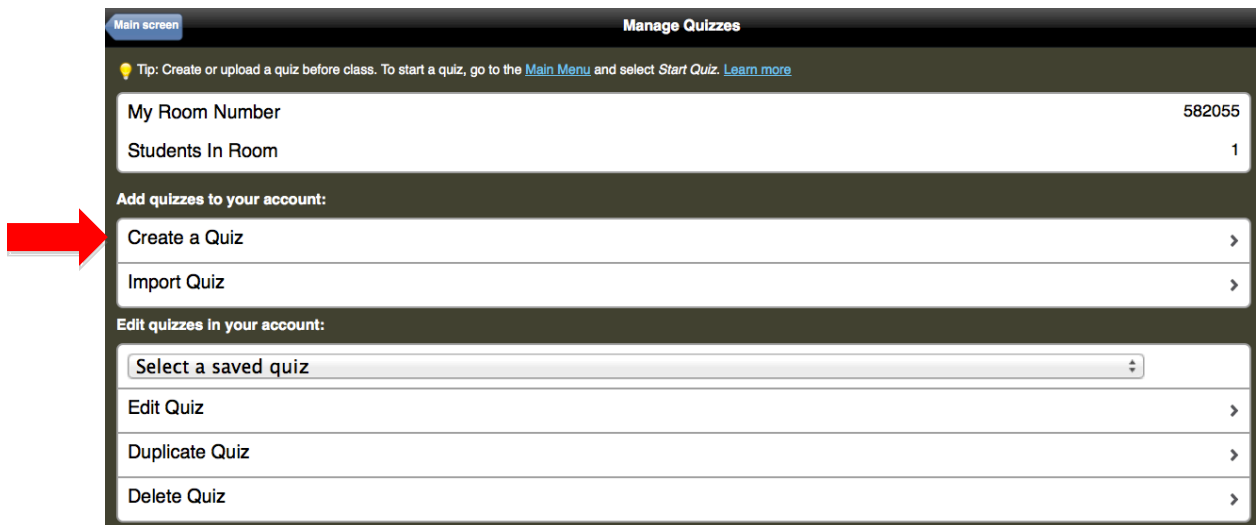 Main screen
Manage Quizzes
Tip: Create or upload a quiz before class. To start a quiz, go to the Main Menu and select Start Quiz. Learn more
My Room Number 582055
Students In Room 1
Add quizzes to your account:
Create a Quiz
Import Quiz
Edit quizzes in your account:
Select a saved quiz
Edit Quiz
Duplicate Quiz
Delete Quiz